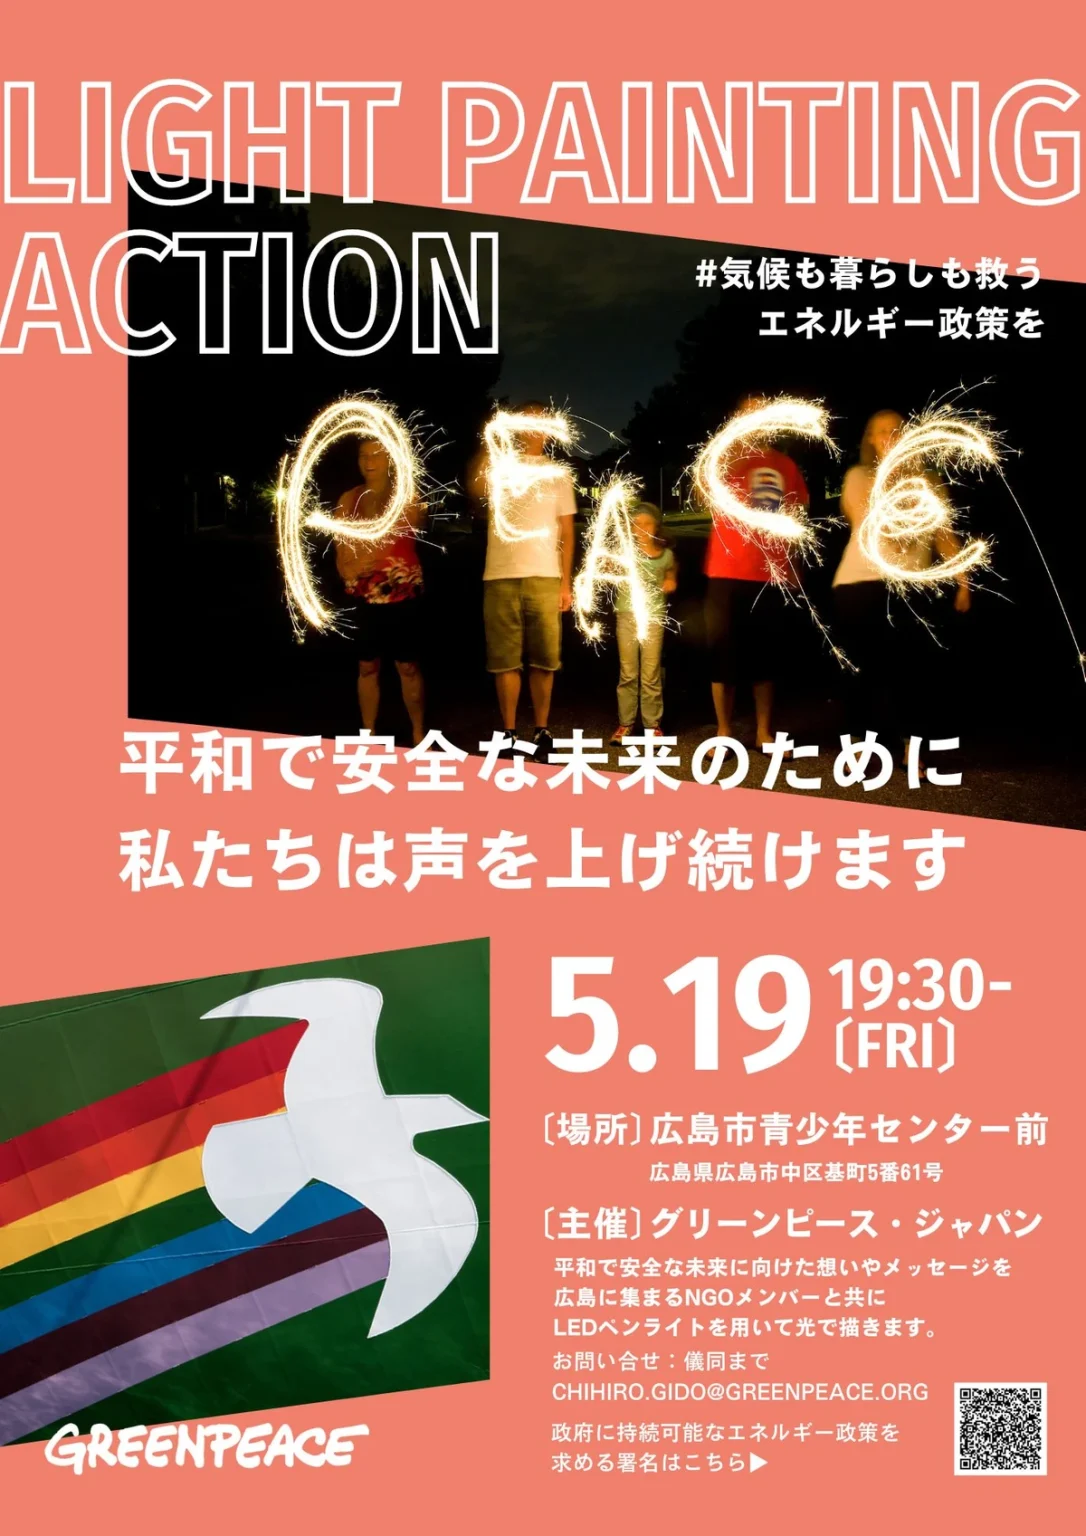 LIGHT PAINTING
ACTION
#気候も暮らしも救う
エネルギー政策を
PEACE
平和で安全な未来のために
私たちは声を上げ続けます
5.19 19:30-
〔FRI〕
〔場所〕広島市青少年センター前
広島県広島市中区基町5番61号
〔主催〕グリーンピース・ジャパン
平和で安全な未来に向けた想いやメッセージを
広島に集まるNGOメンバーと共に
LEDペンライトを用いて光で描きます。
お問い合せ：儀同まで
CHIHIRO.GIDO@GREENPEACE.ORG
政府に持続可能なエネルギー政策を
求める署名はこちら▶
GREENPEACE